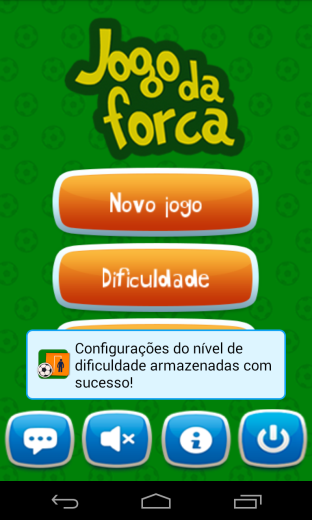 Jogo da
forca
Novo jogo
Dificuldade
Configurações do nível de
dificuldade armazenadas com
sucesso!